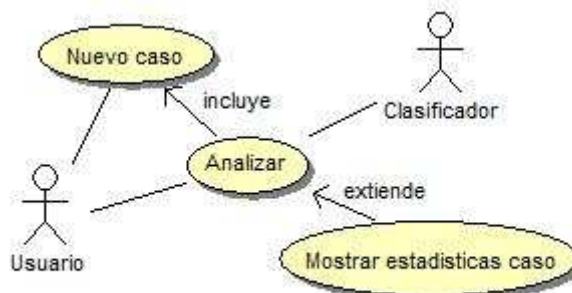 Nuevo caso
incluye
Clasificador
Analizar
extiende
Usuario
Mostrar estadisticas caso